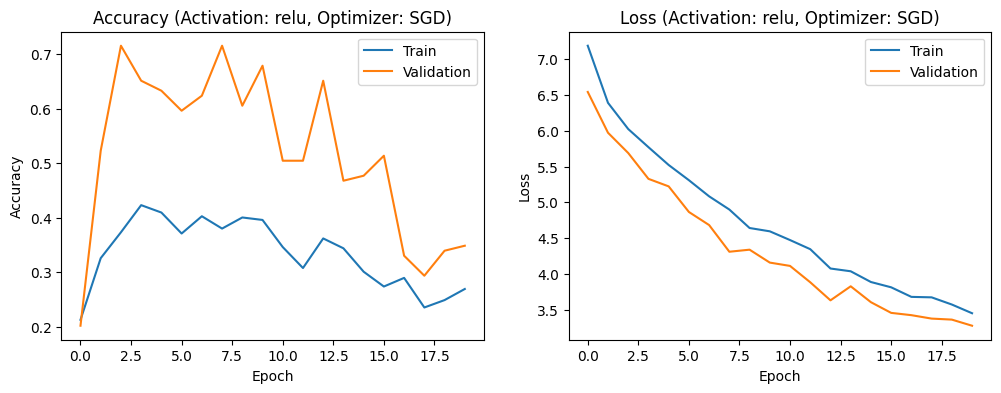 Accuracy (Activation: relu, Optimizer: SGD)
Train
Validation
0.7
0.6
0.5
0.4
0.3
0.2
Accuracy
0.0 2.5 5.0 7.5 10.0 12.5 15.0 17.5
Epoch
Loss (Activation: relu, Optimizer: SGD)
Train
Validation
7.0
6.5
6.0
5.5
5.0
4.5
4.0
3.5
Loss
0.0 2.5 5.0 7.5 10.0 12.5 15.0 17.5
Epoch